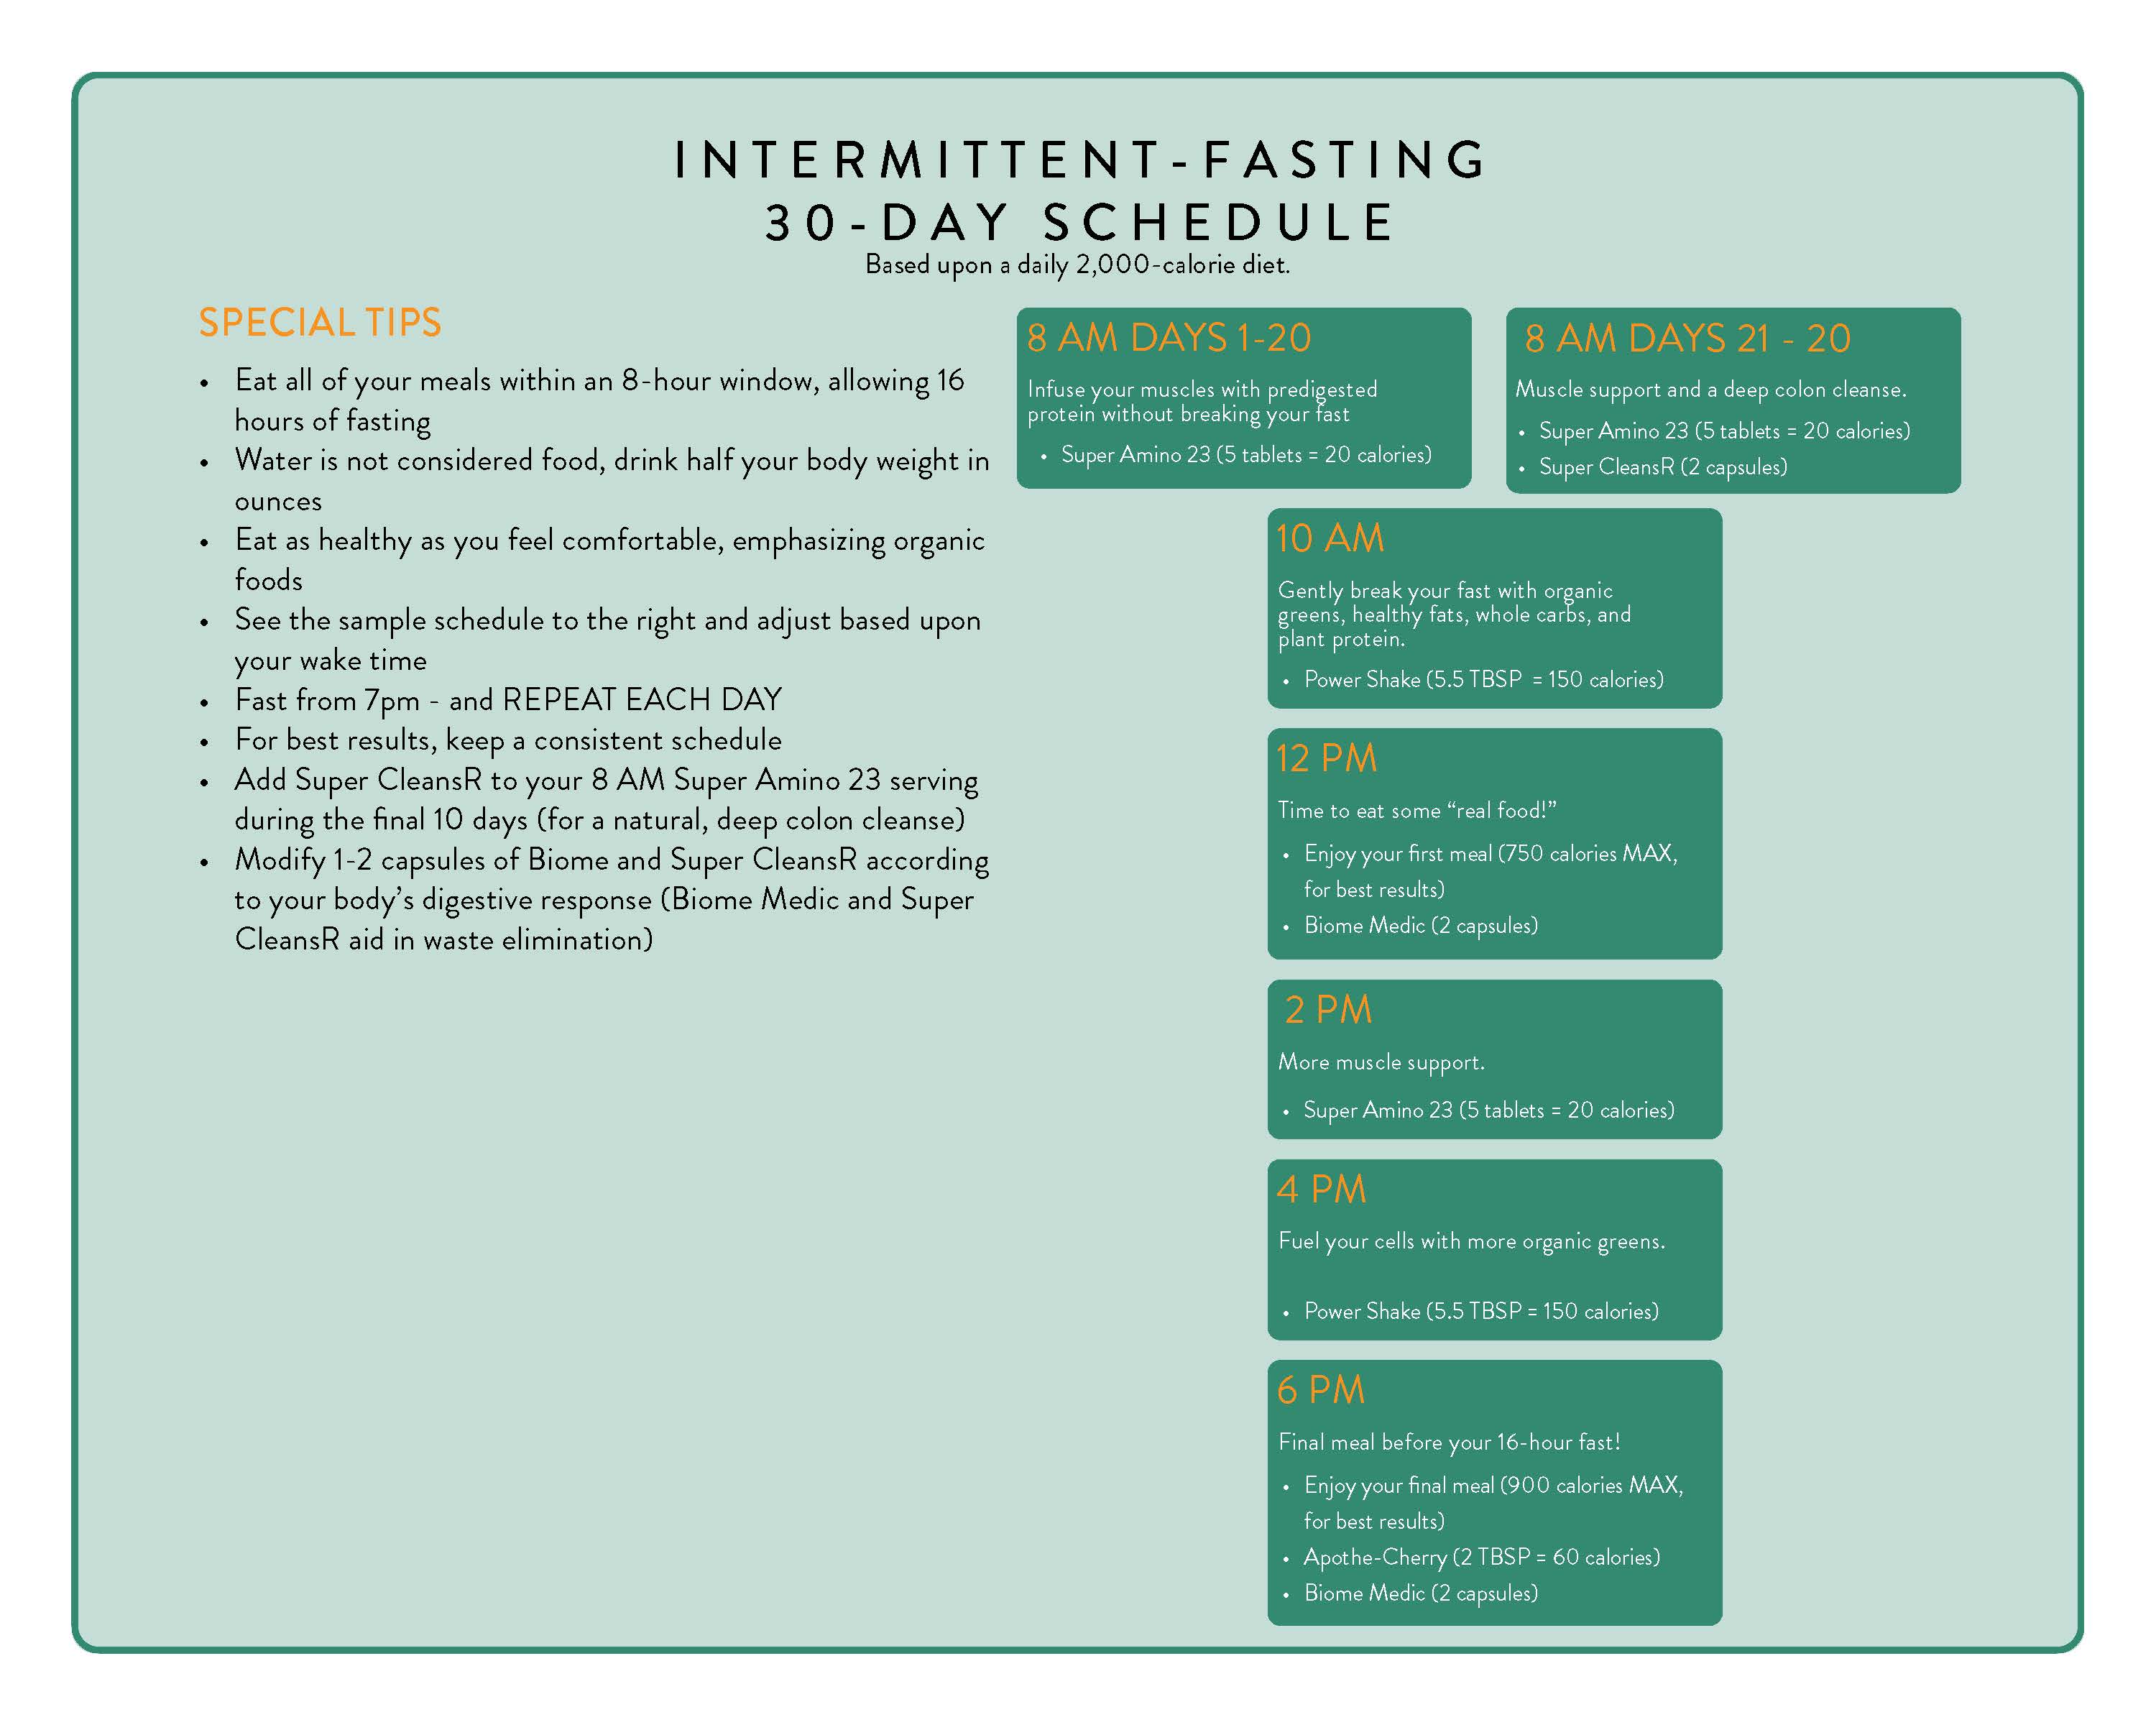 INTERMITTENT-FASTING
30-DAY SCHEDULE
Based upon a daily 2,000-calorie diet.
SPECIAL TIPS
• Eat all of your meals within an 8-hour window, allowing 16
hours of fasting
• Water is not considered food, drink half your body weight in
ounces
• Eat as healthy as you feel comfortable, emphasizing organic
foods
• See the sample schedule to the right and adjust based upon
your wake time
• Fast from 7pm - and REPEAT EACH DAY
• For best results, keep a consistent schedule
• Add Super CleansR to your 8 AM Super Amino 23 serving
during the final 10 days (for a natural, deep colon cleanse)
• Modify 1-2 capsules of Biome and Super CleansR according
to your body's digestive response (Biome Medic and Super
CleansR aid in waste elimination)
8 AM DAYS 1-20
Infuse your muscles with predigested
protein without breaking your fast
• Super Amino 23 (5 tablets = 20 calories)
8 AM DAYS 21 - 20
Muscle support and a deep colon cleanse.
• Super Amino 23 (5 tablets = 20 calories)
• Super CleansR (2 capsules)
10 AM
Gently break your fast with organic
greens, healthy fats, whole carbs, and
plant protein.
• Power Shake (5.5 TBSP = 150 calories)
12 PM
Time to eat some “real food!”
• Enjoy your first meal (750 calories MAX,
for best results)
• Biome Medic (2 capsules)
2 PM
More muscle support.
• Super Amino 23 (5 tablets = 20 calories)
4 PM
Fuel your cells with more organic greens.
• Power Shake (5.5 TBSP = 150 calories)
6 PM
Final meal before your 16-hour fast!
• Enjoy your final meal (900 calories MAX,
for best results)
• Apothe-Cherry (2 TBSP = 60 calories)
• Biome Medic (2 capsules)